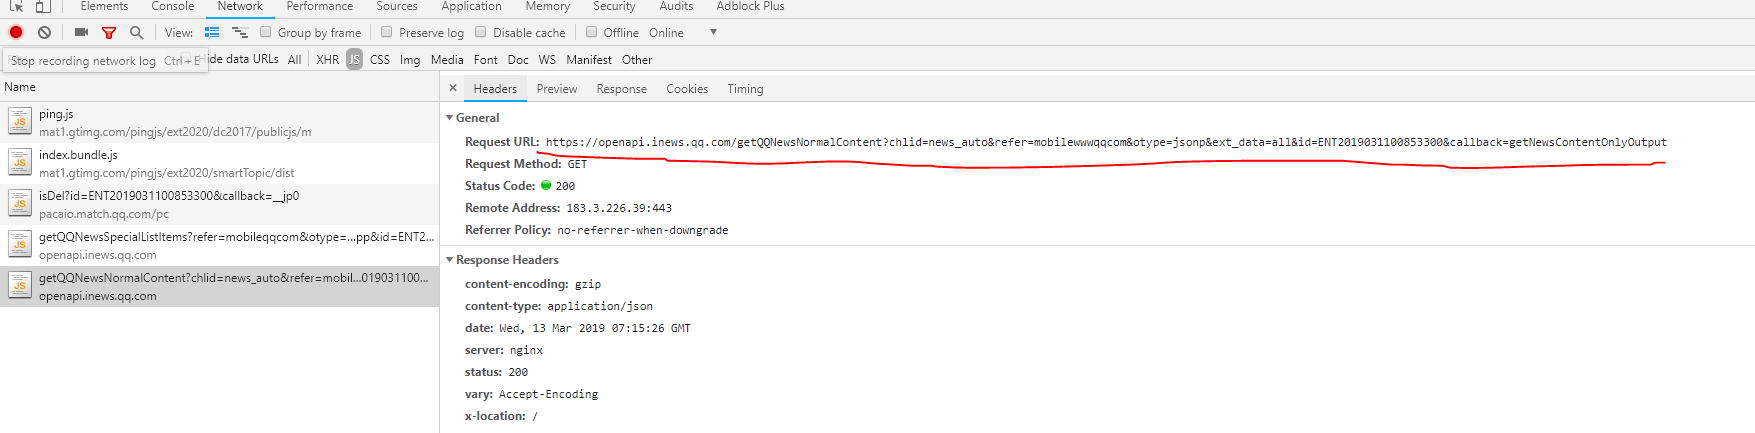 Elements Console Network Performance Sources Application Memory Security Audits Adblock Plus
View: Group by frame Preserve log Disable cache Offline Online
Stop recording network log Ctrl + E Hide data URLs All XHR JS CSS Img Media Font Doc WS Manifest Other
Name
ping.js
mat1.gtimg.com/pingjs/ext2020/dc2017/publicjs/m
index.bundle.js
mat1.gtimg.com/pingjs/ext2020/smartTopic/dist
isDel?id=ENT2019031100853300&callback=__jp0
pacaio.match.qq.com/pc
getQQNewsSpecialListItems?refer=mobileqqcom&otype=...pp&id=ENT2...
openapi.inews.qq.com
getQQNewsNormalContent?chlid=news_auto&refer=mobil...019031100...
openapi.inews.qq.com
Headers Preview Response Cookies Timing
General
Request URL: https://openapi.inews.qq.com/getQQNewsNormalContent?chlid=news_auto&refer=mobilewwwqqcom&otype=jsonp&ext_data=all&id=ENT2019031100853300&callback=getNewsContentOnlyOutput
Request Method: GET
Status Code: 200
Remote Address: 183.3.226.39:443
Referrer Policy: no-referrer-when-downgrade
Response Headers
content-encoding: gzip
content-type: application/json
date: Wed, 13 Mar 2019 07:15:26 GMT
server: nginx
status: 200
vary: Accept-Encoding
x-location: /